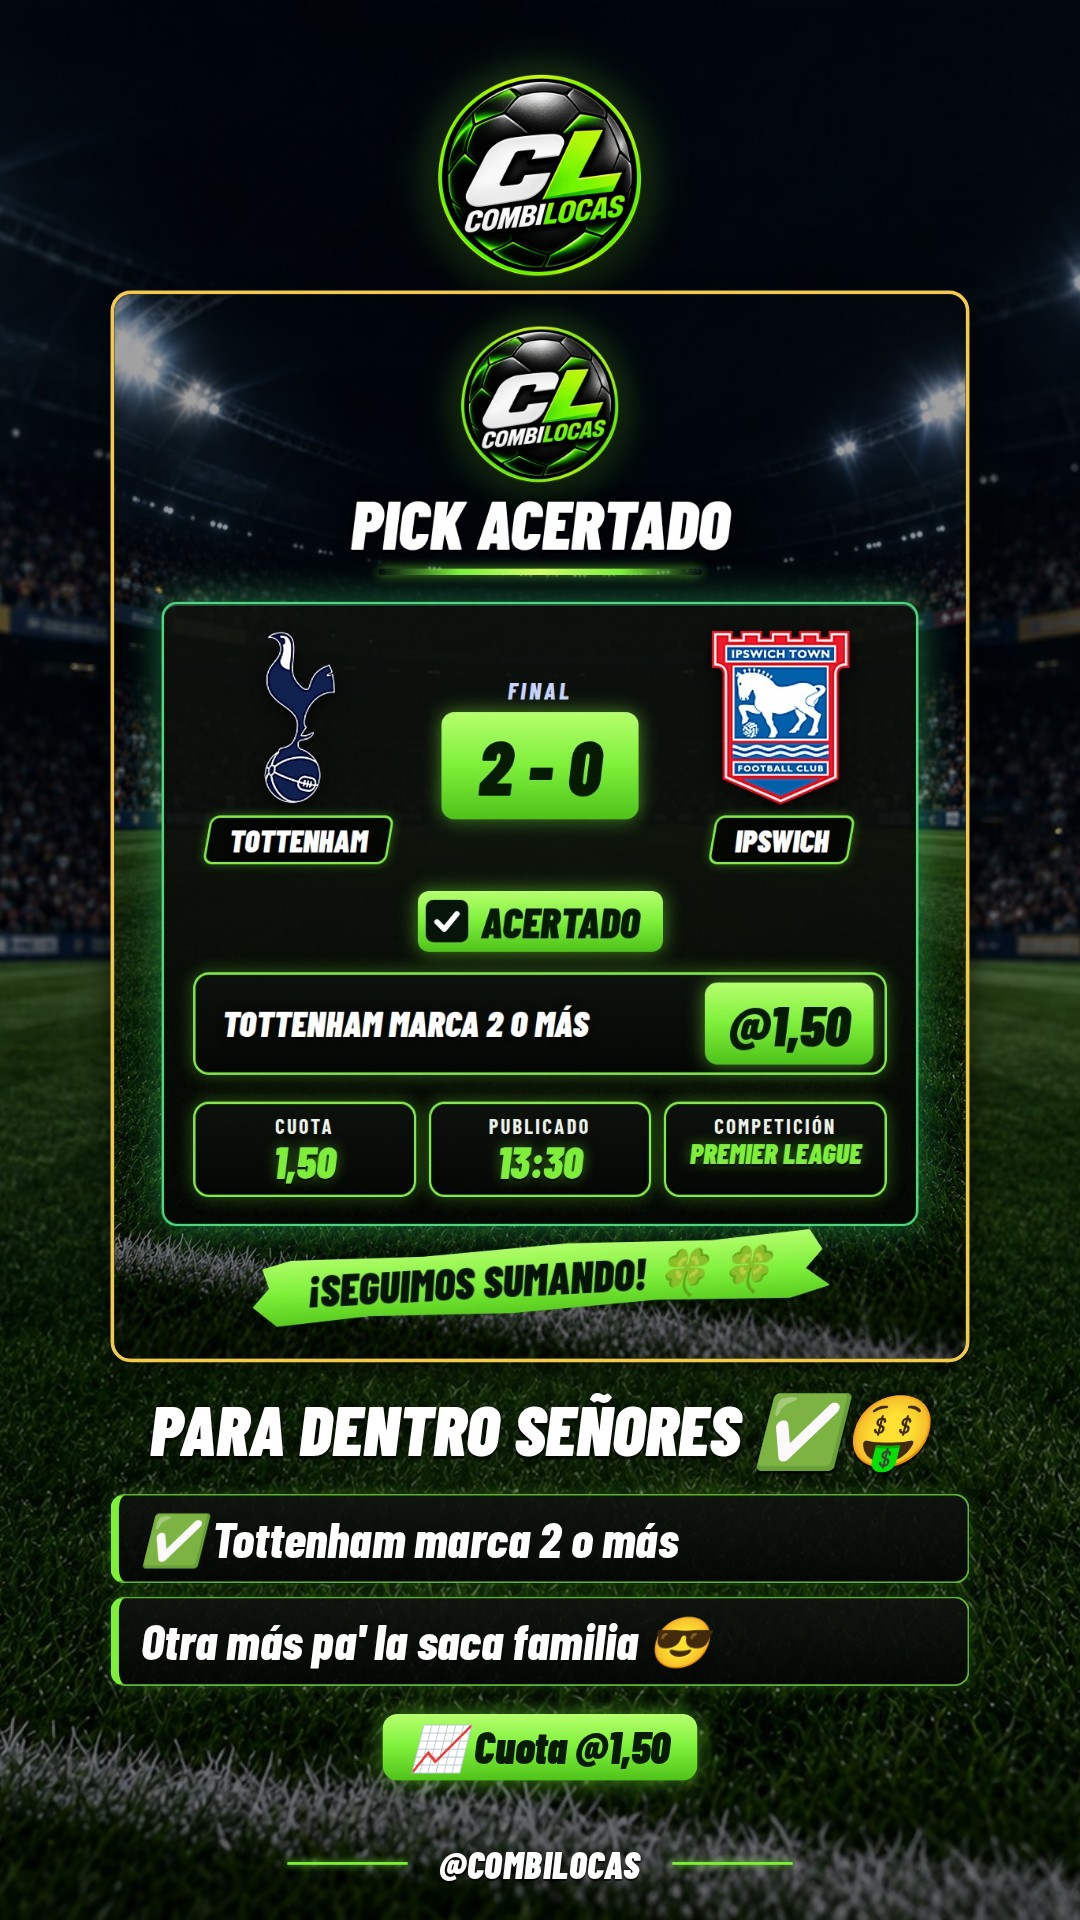 CL
COMBILOCAS
CL
COMBILOCAS
PICK ACERTADO
FINAL
2 - 0
IPSWICH TOWN
FOOTBALL CLUB
TOTTENHAM
IPSWICH
✅ ACERTADO
TOTTENHAM MARCA 2 O MÁS @1,50
CUOTA PUBLICADO COMPETICIÓN
1,50 13:30 PREMIER LEAGUE
¡SEGUIMOS SUMANDO! 🍀 🍀
PARA DENTRO SEÑORES ✅🤑
✅ Tottenham marca 2 o más
Otra más pa' la saca familia 😎
📈 Cuota @1,50
@COMBILOCAS